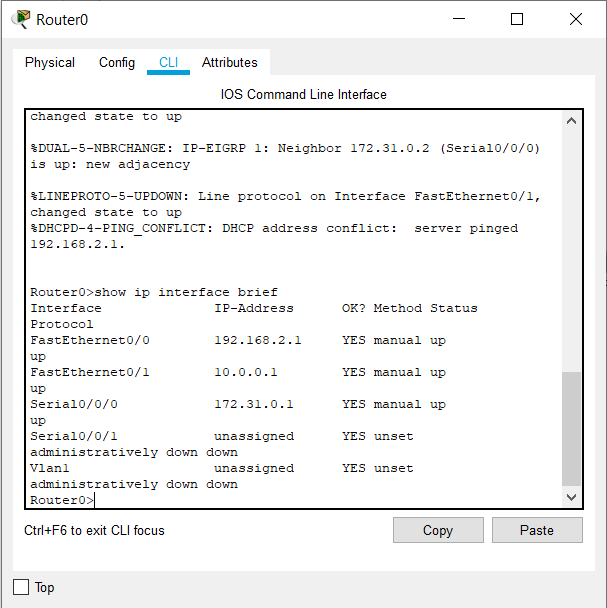 Router0
Physical Config CLI Attributes
IOS Command Line Interface
changed state to up
%DUAL-5-NBRCHANGE: IP-EIGRP 1: Neighbor 172.31.0.2 (Serial0/0/0)
is up: new adjacency
%LINEPROTO-5-UPDOWN: Line protocol on Interface FastEthernet0/1,
changed state to up
%DHCPD-4-PING_CONFLICT: DHCP address conflict:  server pinged
192.168.2.1.
Router0>show ip interface brief
Interface              IP-Address      OK? Method Status
Protocol
FastEthernet0/0        192.168.2.1     YES manual up
up
FastEthernet0/1        10.0.0.1        YES manual up
up
Serial0/0/0            172.31.0.1      YES manual up
up
Serial0/0/1            unassigned      YES unset
administratively down down
Vlan1                  unassigned      YES unset
administratively down down
Router0>
Ctrl+F6 to exit CLI focus Copy Paste
Top